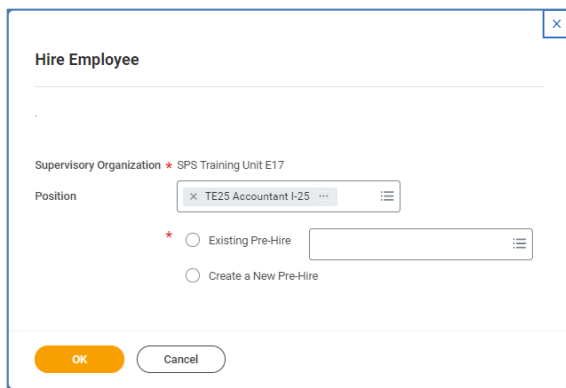 Hire Employee
Supervisory Organization * SPS Training Unit E17
Position × TE25 Accountant I-25 ···
* Existing Pre-Hire
Create a New Pre-Hire
OK Cancel